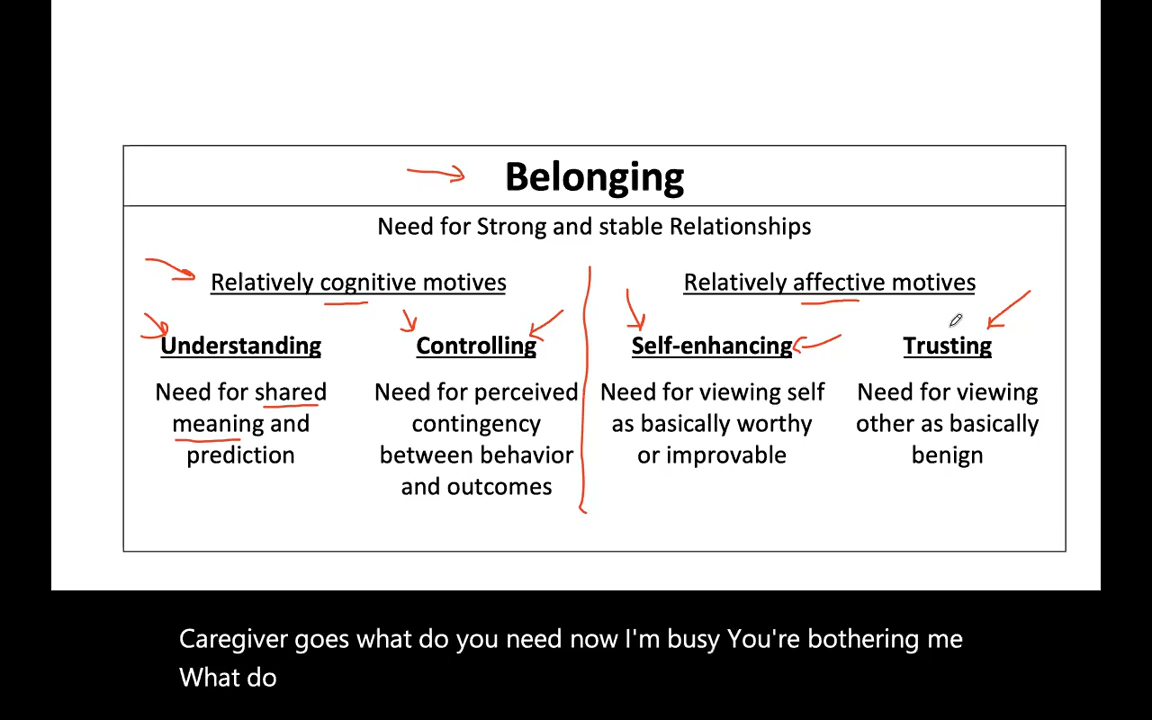 Belonging
Need for Strong and stable Relationships
Relatively cognitive motives
Relatively affective motives
Understanding
Controlling
Self-enhancing
Trusting
Need for shared
meaning and
prediction
Need for perceived
contingency
between behavior
and outcomes
Need for viewing self
as basically worthy
or improvable
Need for viewing
other as basically
benign
Caregiver goes what do you need now I'm busy You're bothering me
What do